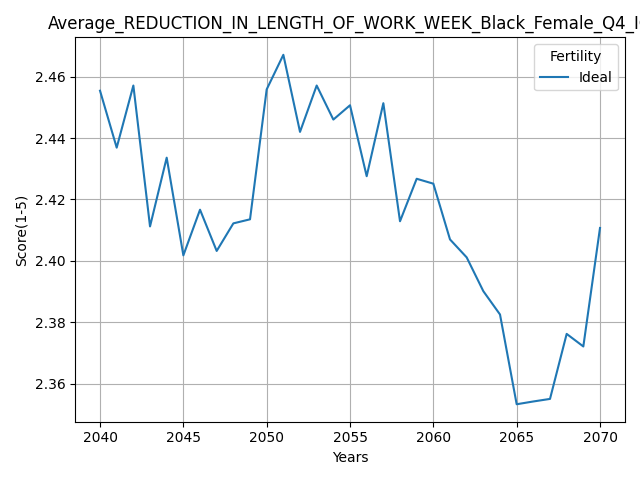 Average_REDUCTION_IN_LENGTH_OF_WORK_WEEK_Black_Female_Q4_I
Fertility
Ideal
2.46
2.44
2.42
2.40
2.38
2.36
Score(1-5)
2040 2045 2050 2055 2060 2065 2070
Years